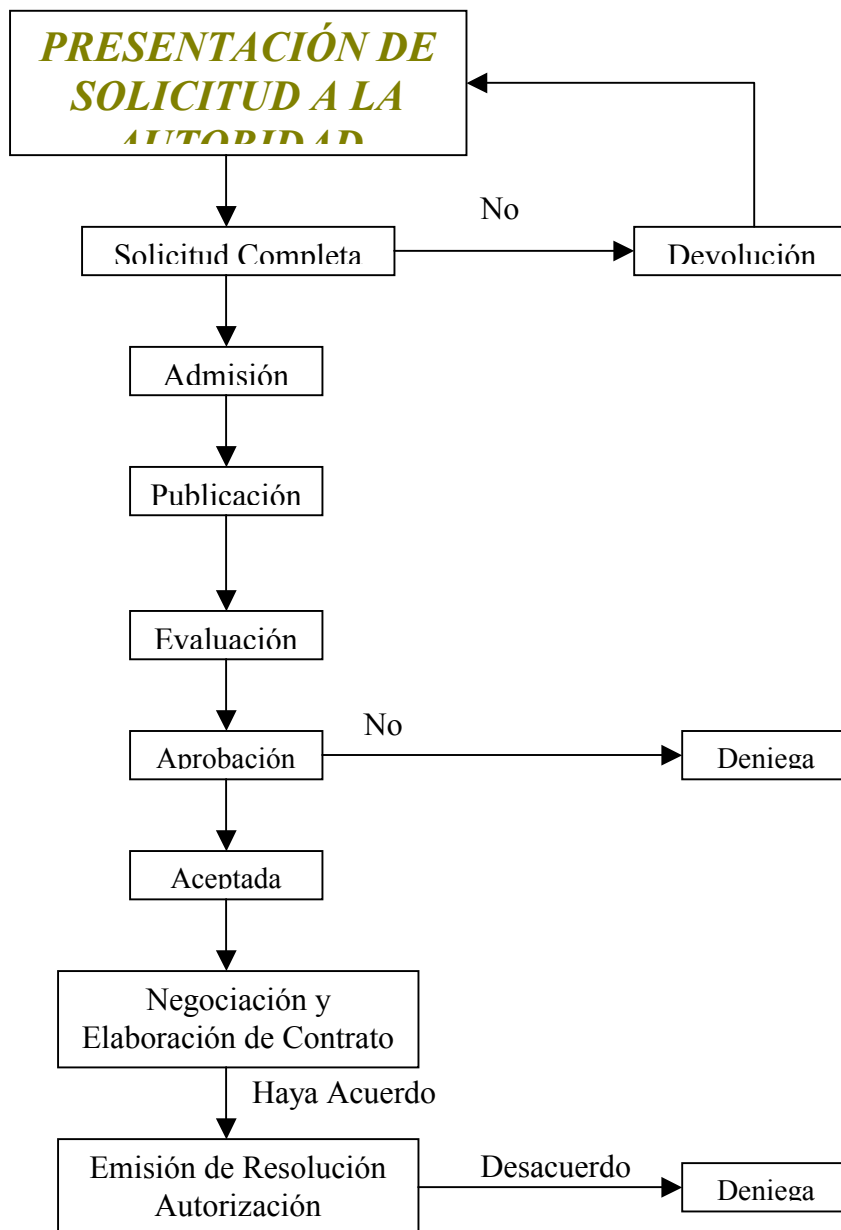 PRESENTACIÓN DE
SOLICITUD A LA
AUTORIDAD
No
Solicitud Completa
Devolución
Admisión
Publicación
Evaluación
No
Aprobación
Deniega
Aceptada
Negociación y
Elaboración de Contrato
Haya Acuerdo
Emisión de Resolución
Autorización
Desacuerdo
Deniega